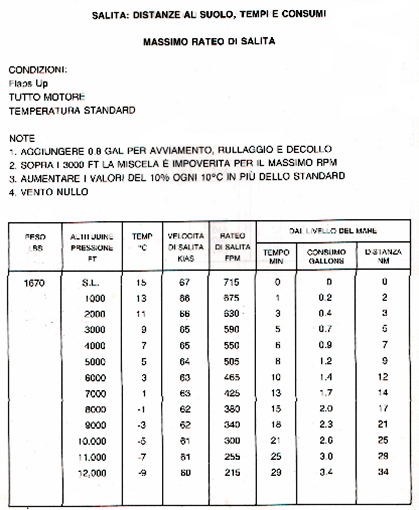 SALITA: DISTANZE AL SUOLO, TEMPI E CONSUMI
MASSIMO RATEO DI SALITA
CONDIZIONI:
Flaps Up
TUTTO MOTORE
TEMPERATURA STANDARD
NOTE
1. AGGIUNGERE 0.8 GAL PER AVVIAMENTO, RULLAGGIO E DECOLLO
2. SOPRA I 3000 FT LA MISCELA È IMPOVERITA PER IL MASSIMO RPM
3. AUMENTARE I VALORI DEL 10% OGNI 10°C IN PIÙ DELLO STANDARD
4. VENTO NULLO
PESO LBS ALTITUDINE PRESSIONE FT TEMP °C VELOCITA DI SALITA KIAS RATEO DI SALITA FPM DAL LIVELLO DEL MARE
TEMPO MIN CONSUMO GALLONS DISTANZA NM
1670 S.L. 15 67 715 0 0 0
1000 13 66 675 1 0.2 2
2000 11 66 630 3 0.4 3
3000 9 65 590 5 0.7 5
4000 7 65 550 6 0.9 7
5000 5 64 505 8 1.2 9
6000 3 63 465 10 1.4 12
7000 1 63 425 13 1.7 14
8000 -1 62 380 15 2.0 17
9000 -3 62 340 18 2.3 21
10.000 -5 61 300 21 2.6 25
11.000 -7 61 255 25 3.0 29
12,000 -9 60 215 29 3.4 34